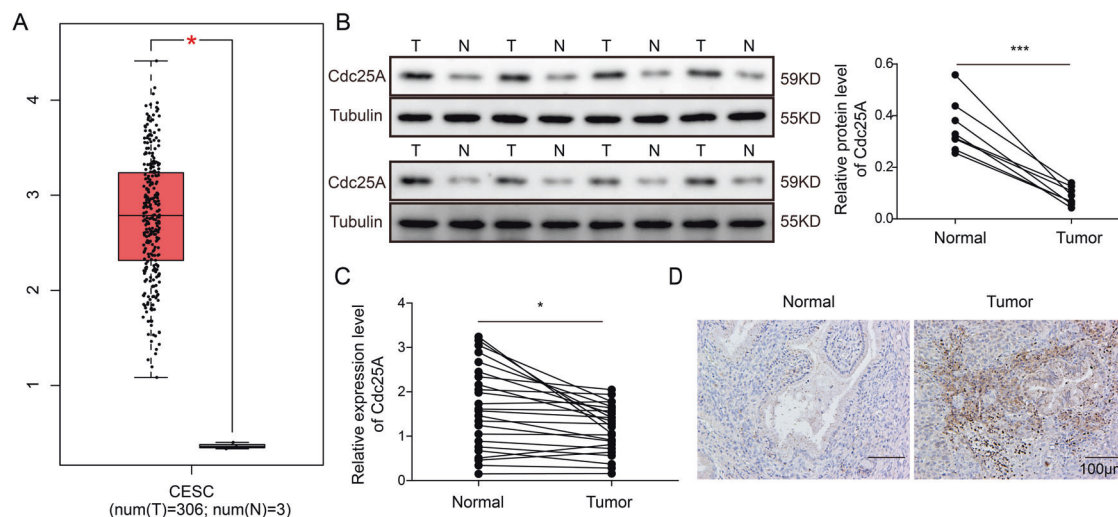 A
*
4
3
2
1
CESC
(num(T)=306; num(N)=3)
B
T N T N T N T N
Cdc25A 59KD
Tubulin 55KD
T N T N T N T N
Cdc25A 59KD
Tubulin 55KD
***
Relative protein level
of Cdc25A
0.6
0.4
0.2
0.0
Normal Tumor
C
*
Relative expression level
of Cdc25A
4
3
2
1
0
Normal Tumor
D
Normal Tumor
100μm